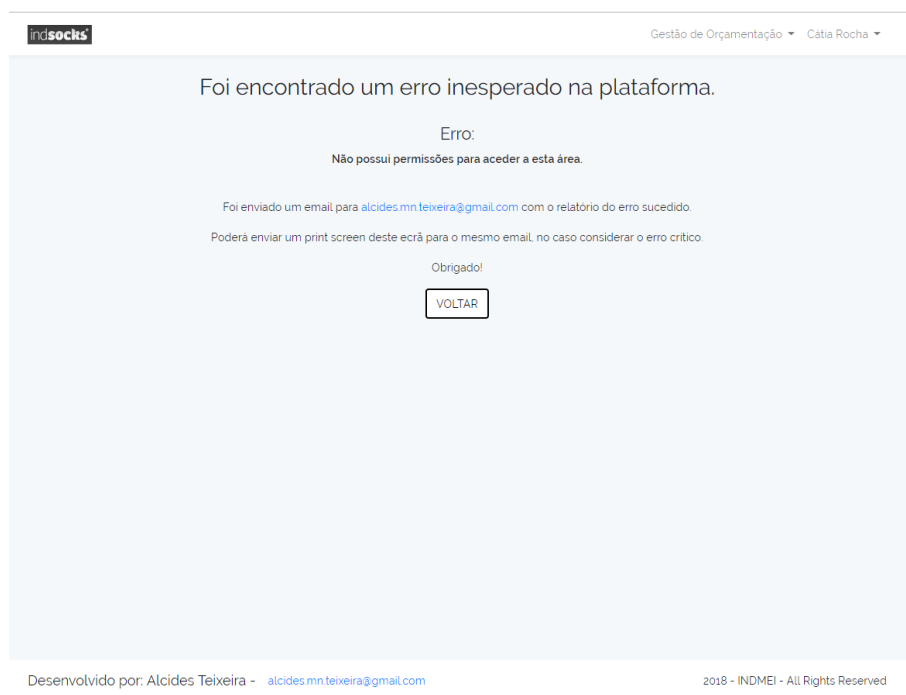 indsocks
Gestão de Orçamentação Cátia Rocha
Foi encontrado um erro inesperado na plataforma.
Erro:
Não possui permissões para aceder a esta área.
Foi enviado um email para alcides.mn.teixeira@gmail.com com o relatório do erro sucedido.
Poderá enviar um print screen deste ecrã para o mesmo email, no caso considerar o erro crítico.
Obrigado!
VOLTAR
Desenvolvido por: Alcides Teixeira - alcides.mn.teixeira@gmail.com
2018 - INDMEI - All Rights Reserved